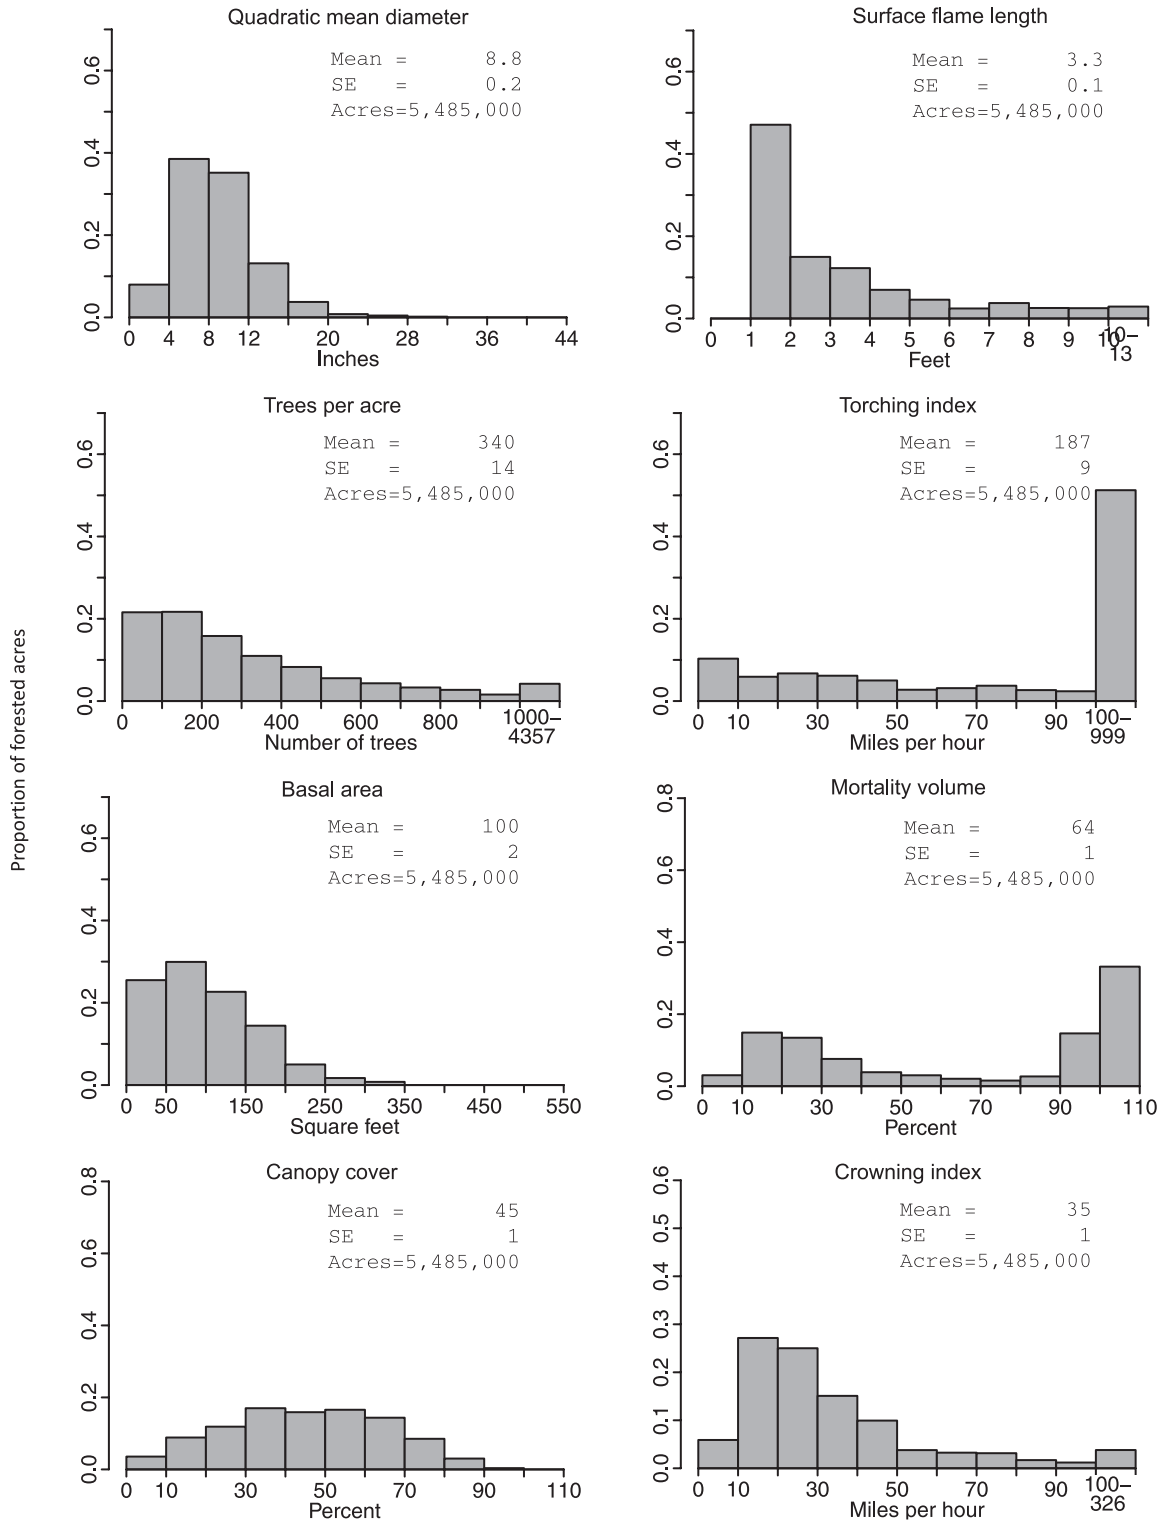 Proportion of forested acres
Quadratic mean diameter
Mean = 8.8
SE = 0.2
Acres=5,485,000
0.6
0.4
0.2
0.0
0 4 8 12 20 28 36 44
Inches
Surface flame length
Mean = 3.3
SE = 0.1
Acres=5,485,000
0.6
0.4
0.2
0.0
0 1 2 3 4 5 6 7 8 9 10 10–
13
Feet
Trees per acre
Mean = 340
SE = 14
Acres=5,485,000
0.6
0.4
0.2
0.0
0 200 400 600 800 1000–
4357
Number of trees
Torching index
Mean = 187
SE = 9
Acres=5,485,000
0.6
0.4
0.2
0.0
0 10 30 50 70 90 100–
999
Miles per hour
Basal area
Mean = 100
SE = 2
Acres=5,485,000
0.6
0.4
0.2
0.0
0 50 150 250 350 450 550
Square feet
Mortality volume
Mean = 64
SE = 1
Acres=5,485,000
0.8
0.6
0.4
0.2
0.0
0 10 30 50 70 90 110
Percent
Canopy cover
Mean = 45
SE = 1
Acres=5,485,000
0.8
0.6
0.4
0.2
0.0
0 10 30 50 70 90 110
Percent
Crowning index
Mean = 35
SE = 1
Acres=5,485,000
0.6
0.5
0.4
0.3
0.2
0.1
0.0
0 10 30 50 70 90 100–
326
Miles per hour